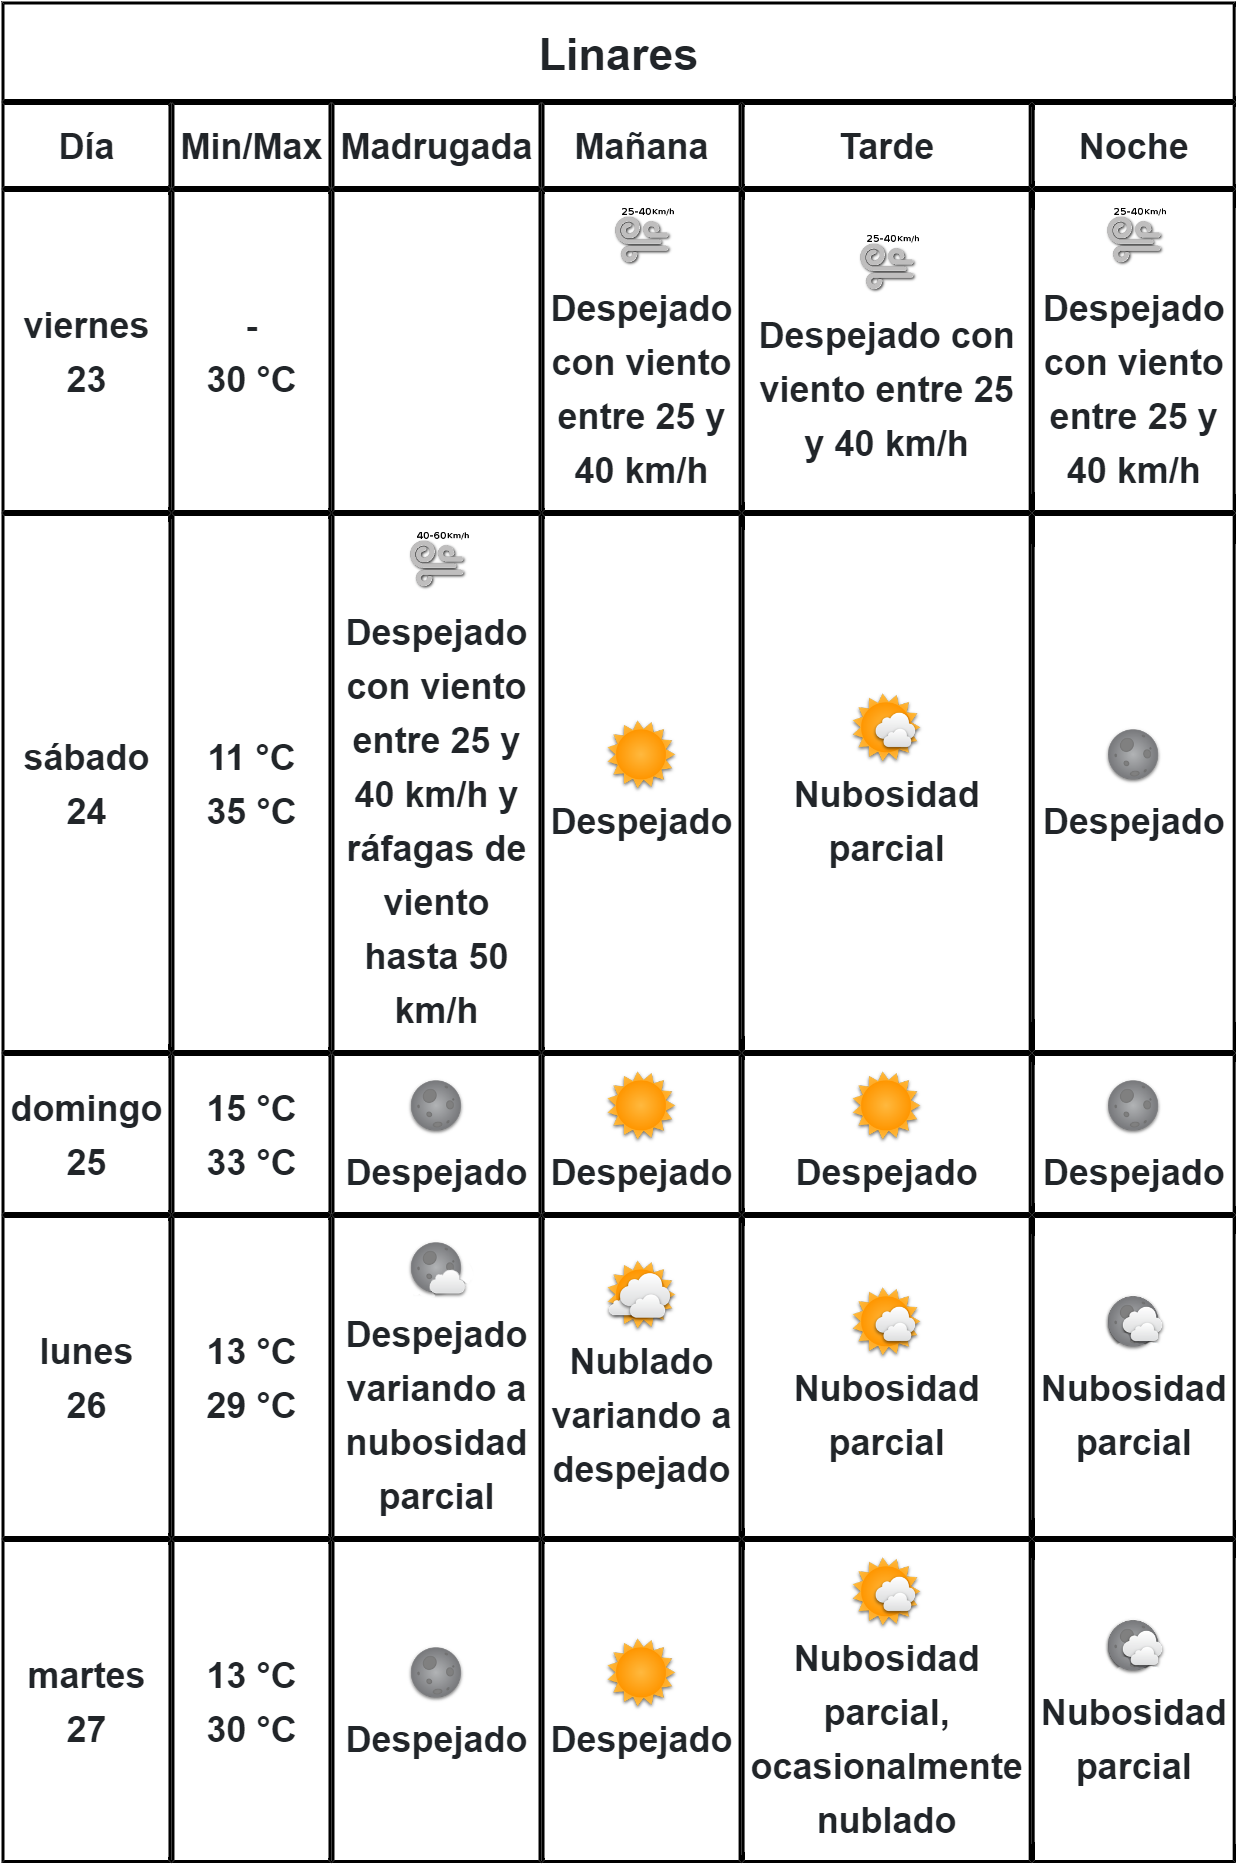 Linares
Día
Min/Max
Madrugada
Mañana
Tarde
Noche
viernes
23
-
30 °C
25-40Km/h
Despejado
con viento
entre 25 y
40 km/h
25-40Km/h
Despejado con
viento entre 25
y 40 km/h
25-40Km/h
Despejado
con viento
entre 25 y
40 km/h
sábado
24
11 °C
35 °C
40-60Km/h
Despejado
con viento
entre 25 y
40 km/h y
ráfagas de
viento
hasta 50
km/h
Despejado
Nubosidad
parcial
Despejado
domingo
25
15 °C
33 °C
Despejado
Despejado
Despejado
Despejado
lunes
26
13 °C
29 °C
Despejado
variando a
nubosidad
parcial
Nublado
variando a
despejado
Nubosidad
parcial
Nubosidad
parcial
martes
27
13 °C
30 °C
Despejado
Despejado
Nubosidad
parcial,
ocasionalmente
nublado
Nubosidad
parcial